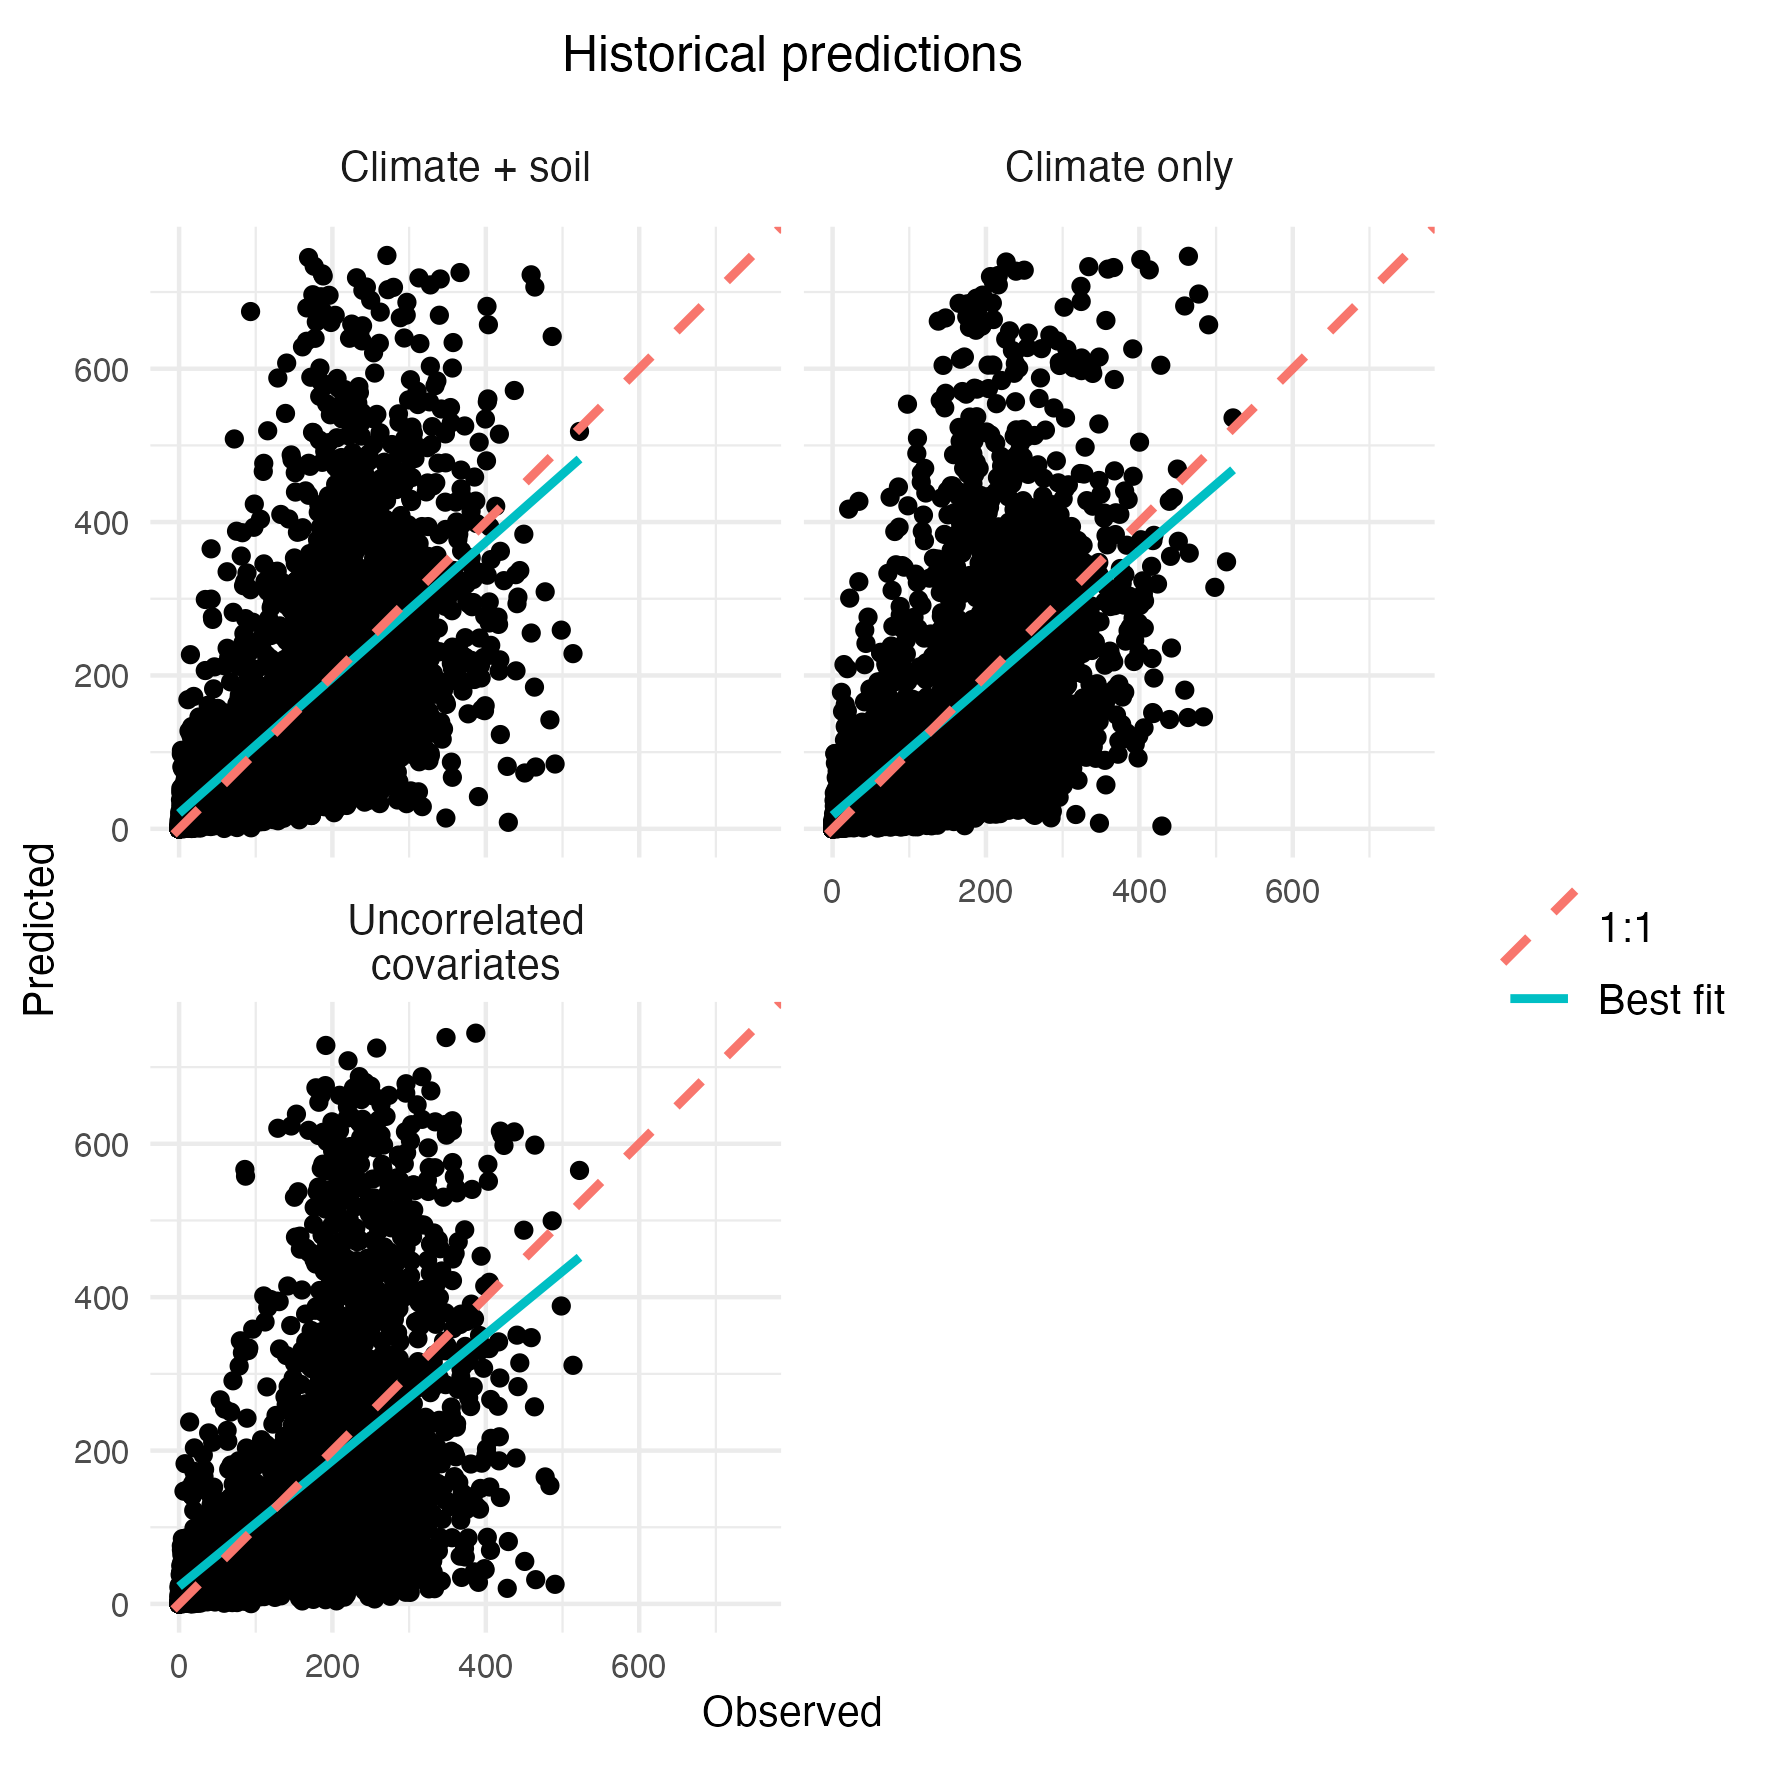 Historical predictions
Climate + soil
Climate only
600
400
200
0
0 200 400 600
Predicted
Uncorrelated
covariates
1:1
Best fit
600
400
200
0
0 200 400 600
Observed